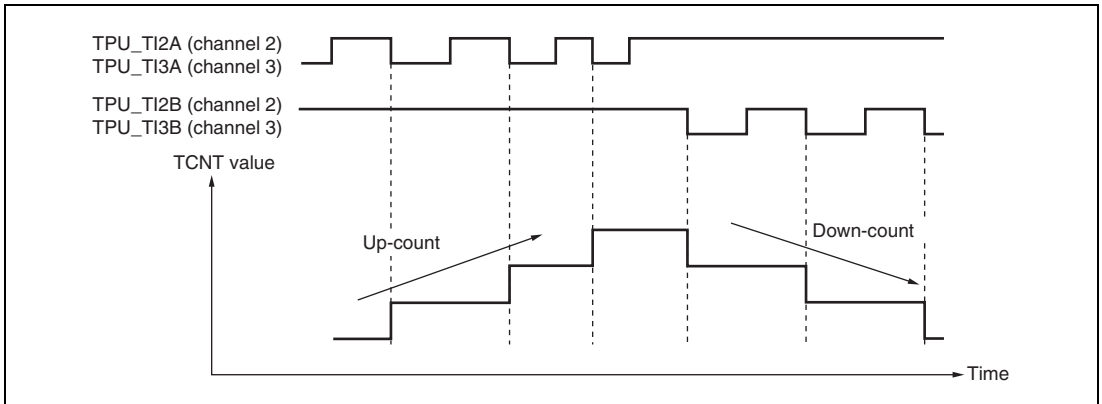 TPU_TI2A (channel 2)
TPU_TI3A (channel 3)
TPU_TI2B (channel 2)
TPU_TI3B (channel 3)
TCNT value
Up-count
Down-count
Time